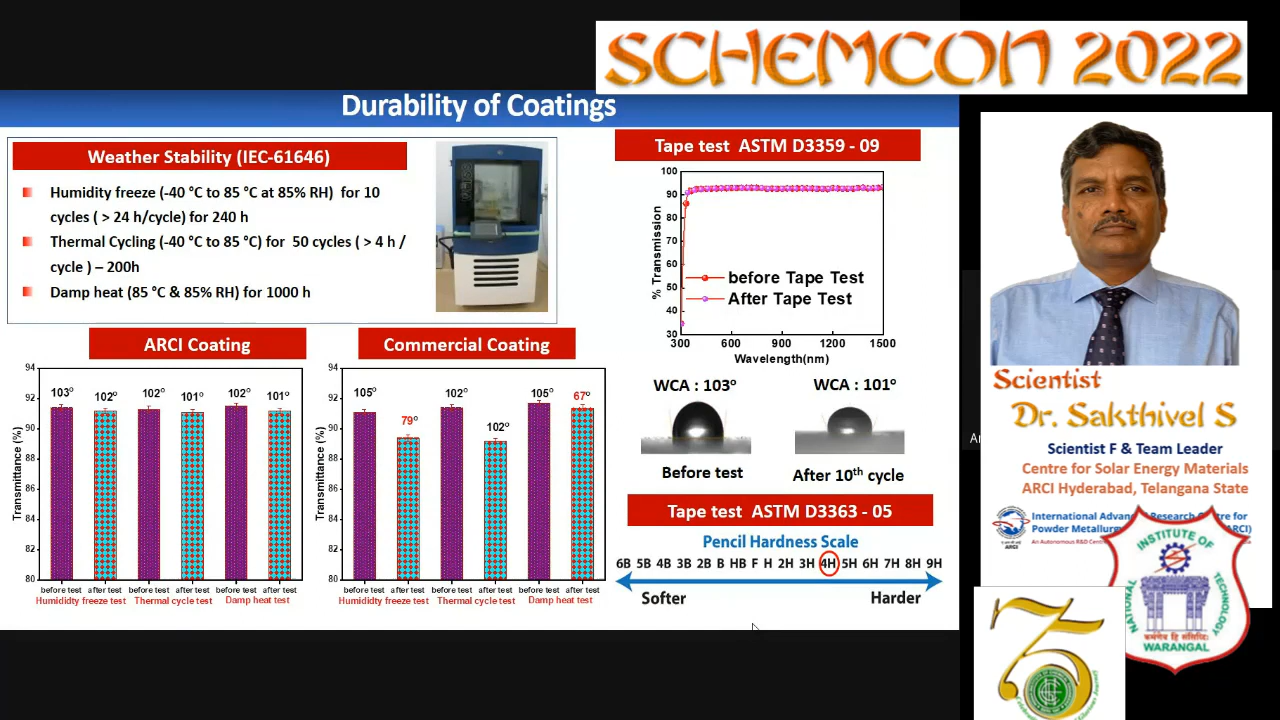 SCHEMCON 2022
Durability of Coatings
Weather Stability (IEC-61646)
Humidity freeze (-40 °C to 85 °C at 85% RH) for 10
cycles ( > 24 h/cycle) for 240 h
Thermal Cycling (-40 °C to 85 °C) for 50 cycles ( > 4 h /
cycle ) – 200h
Damp heat (85 °C & 85% RH) for 1000 h
Tape test ASTM D3359 - 09
100
90
80
70
60
50
40
30
% Transmission
before Tape Test
After Tape Test
300 600 900 1200 1500
Wavelength(nm)
ARCI Coating
94
92
90
88
86
84
82
80
Transmittance (%)
103° 102° 102° 101° 102° 101°
before test after test before test after test before test after test
Humididty freeze test Thermal cycle test Damp heat test
Commercial Coating
94
92
90
88
86
84
82
80
Transmittance (%)
105° 79° 102° 102° 105° 67°
before test after test before test after test before test after test
Humididty freeze test Thermal cycle test Damp heat test
WCA : 103° WCA : 101°
Before test After 10th cycle
Tape test ASTM D3363 - 05
Pencil Hardness Scale
6B 5B 4B 3B 2B B HB F H 2H 3H 4H 5H 6H 7H 8H 9H
Softer Harder
Scientist
Dr. Sakthivel S
Scientist F & Team Leader
Centre for Solar Energy Materials
ARCI Hyderabad, Telangana State
International Advanc Research C tre for
Powder Metallur RCI)
An Autonomous R&D Cent
ARCI
NATIONAL INSTITUTE OF TECHNOLOGY
WARANGAL
75